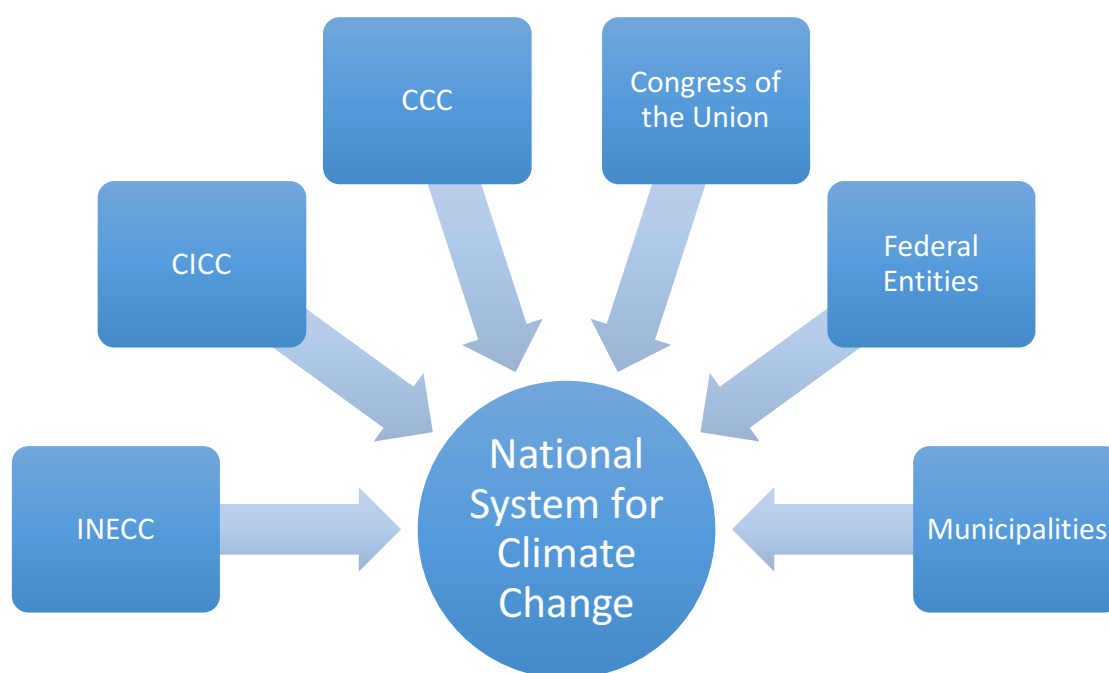 CCC
Congress of
the Union
CICC
Federal
Entities
INECC
National
System for
Climate
Change
Municipalities